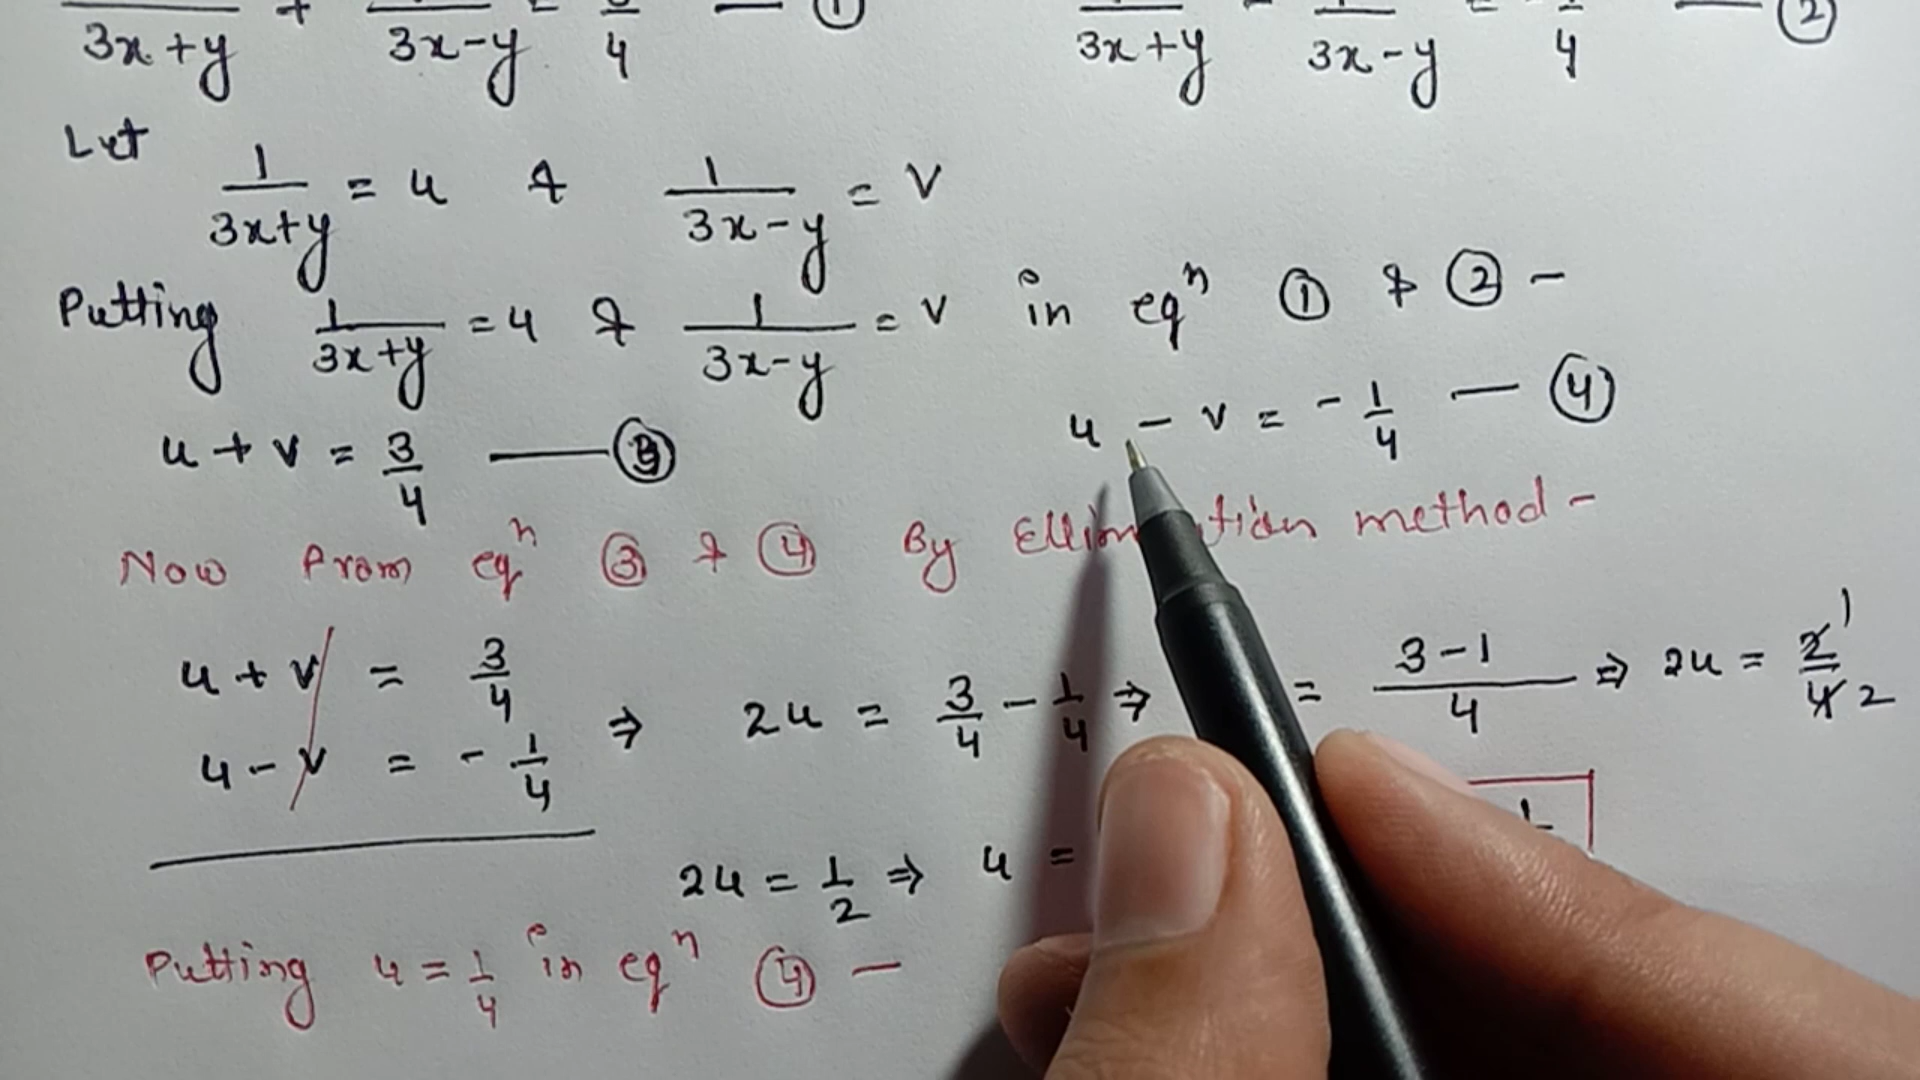 3x+y + 3x-y = 4 — ① 3x+y - 3x-y = 4 — ②
Let
1/(3x+y) = u & 1/(3x-y) = v
Putting 1/(3x+y) = u & 1/(3x-y) = v in eqⁿ ① & ② -
u + v = 3/4 — ③ u - v = -1/4 — ④
Now From eqⁿ ③ & ④ By method -
u + v = 3/4
u - v = -1/4
⇒ 2u = 3/4 - 1/4 ⇒ = (3-1)/4 ⇒ 2u = 2/4 1 2
2u = 1/2 ⇒ u =
Putting u = 1/4 in eqⁿ ④ -